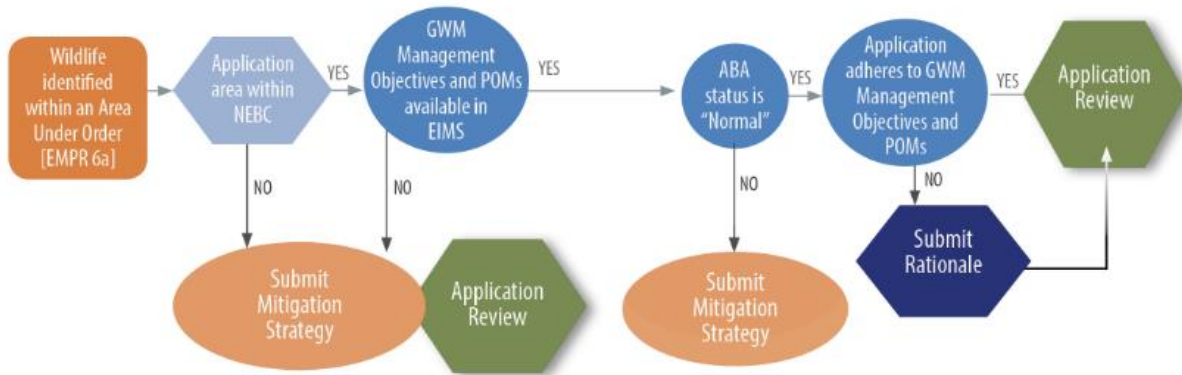 Wildlife
identified
within an Area
Under Order
[EMPR 6a]
Application
area within
NEBC
YES
GWM
Management
Objectives and POMs
available in
EIMS
YES
ABA
status is
"Normal"
YES
Application
adheres to GWM
Management
Objectives and
POMs
YES
Application
Review
NO
NO
NO
NO
Submit
Mitigation
Strategy
Application
Review
Submit
Mitigation
Strategy
Submit
Rationale